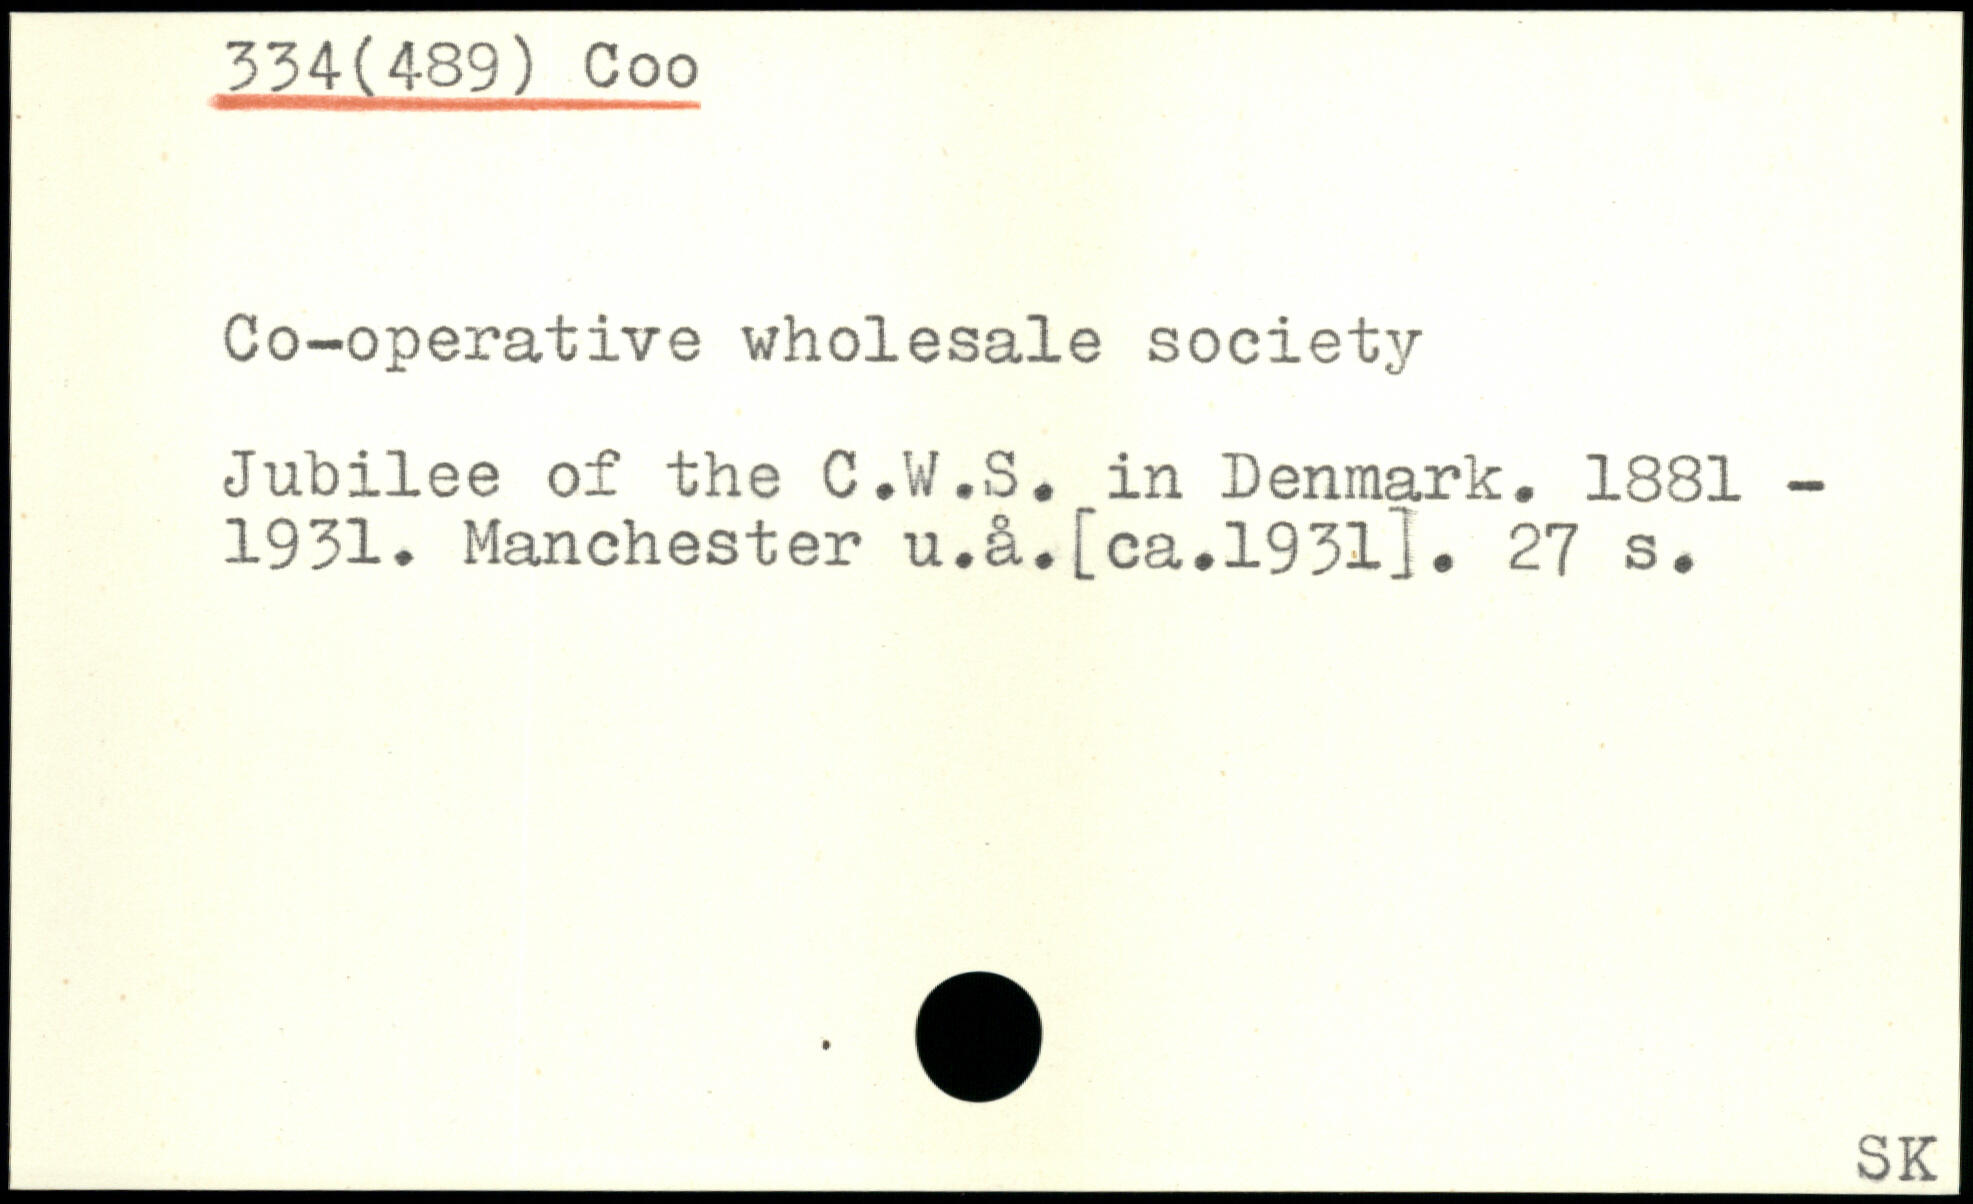 334(489) Coo
Co-operative wholesale society
Jubilee of the C.W.S. in Denmark. 1881 -
1931. Manchester u.å.[ca.1931]. 27 s.
SK